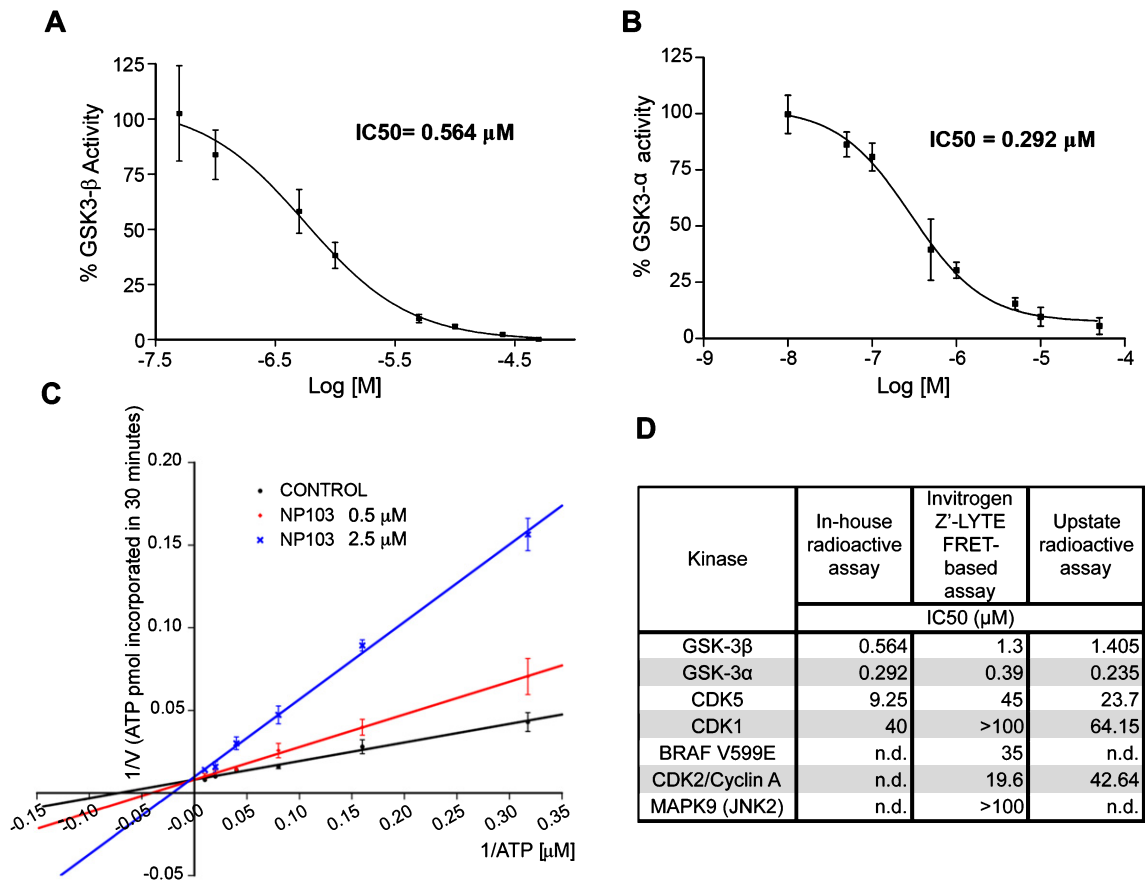 A
125
100
75
50
25
0
% GSK3-β Activity
IC50= 0.564 μM
-7.5
-6.5
-5.5
-4.5
Log [M]
B
125
100
75
50
25
0
% GSK3-α activity
IC50 = 0.292 μM
-9
-8
-7
-6
-5
-4
Log [M]
C
1/V (ATP pmol incorporated in 30 minutes)
0.20
0.15
0.10
0.05
-0.05
CONTROL
NP103 0.5 μM
NP103 2.5 μM
-0.15
-0.10
-0.05
-0.00
0.05
0.10
0.15
0.20
0.25
0.30
0.35
1/ATP [μM]
D
Kinase
In-house
radioactive
assay
Invitrogen
Z'-LYTE
FRET-
based
assay
Upstate
radioactive
assay
IC50 (μM)
GSK-3β 0.564 1.3 1.405
GSK-3α 0.292 0.39 0.235
CDK5 9.25 45 23.7
CDK1 40 >100 64.15
BRAF V599E n.d. 35 n.d.
CDK2/Cyclin A n.d. 19.6 42.64
MAPK9 (JNK2) n.d. >100 n.d.